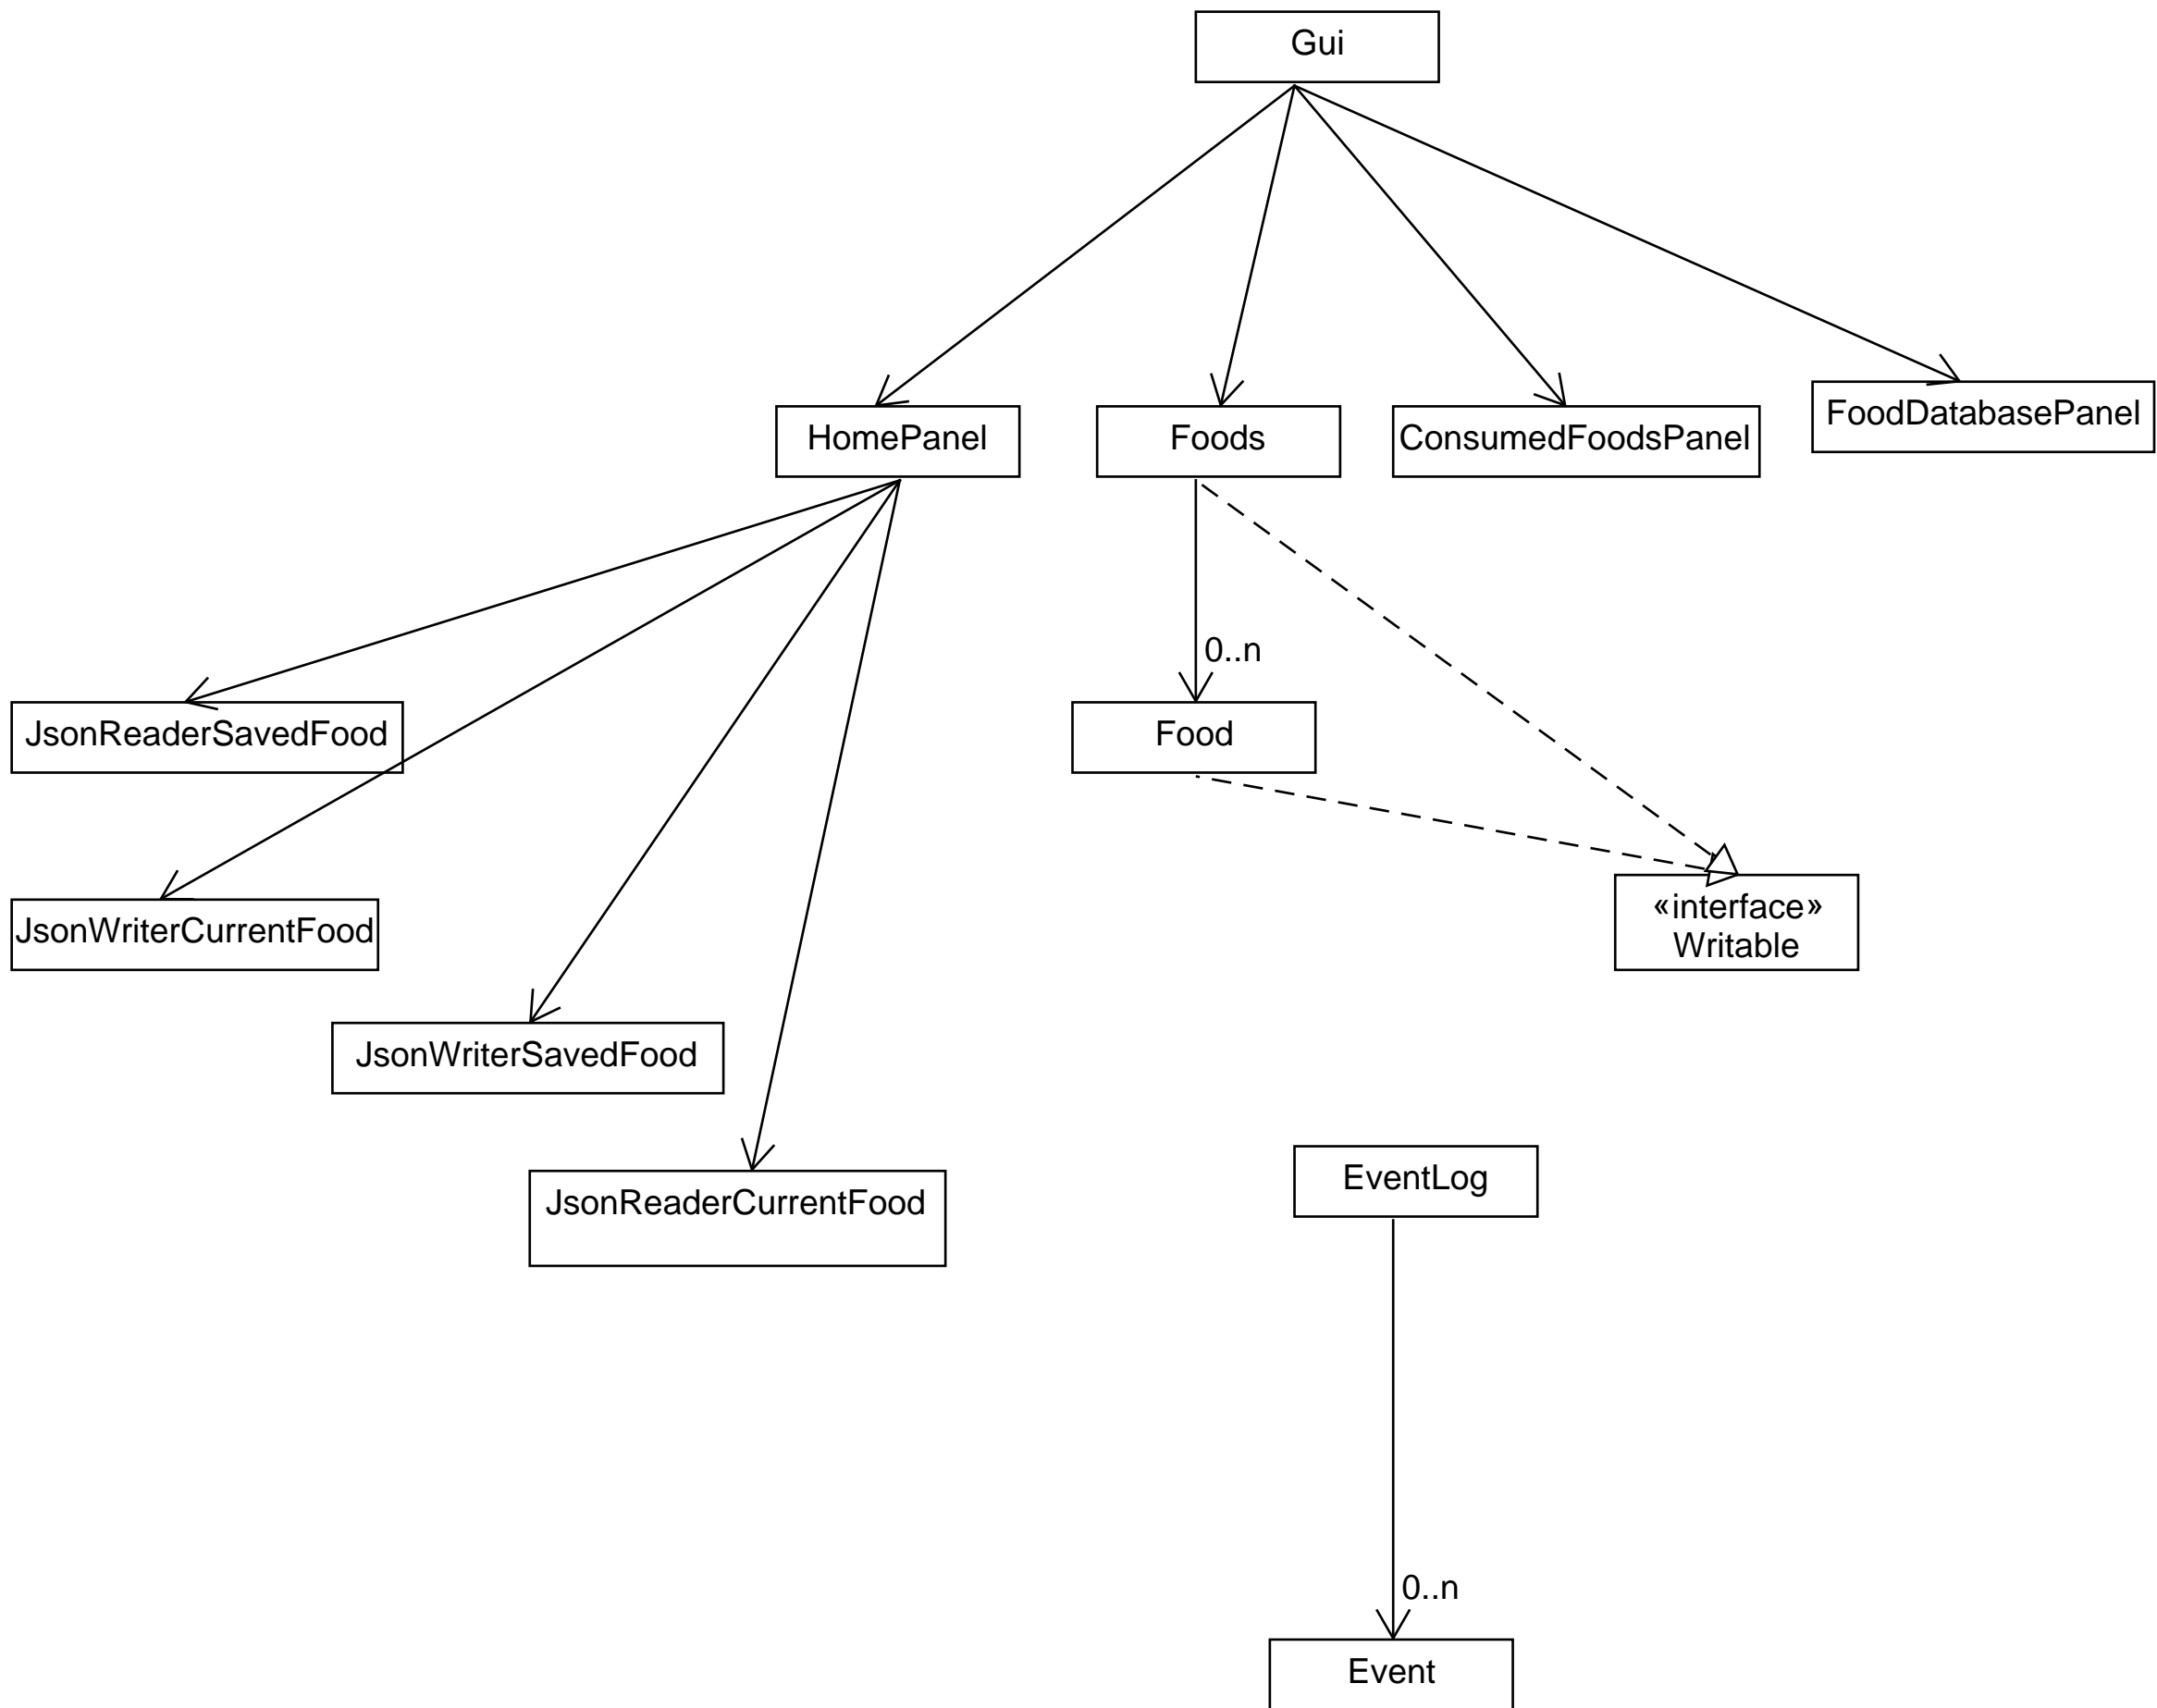 Gui
HomePanel
Foods
ConsumedFoodsPanel
FoodDatabasePanel
0..n
JsonReaderSavedFood
Food
JsonWriterCurrentFood
«interface»
Writable
JsonWriterSavedFood
JsonReaderCurrentFood
EventLog
0..n
Event